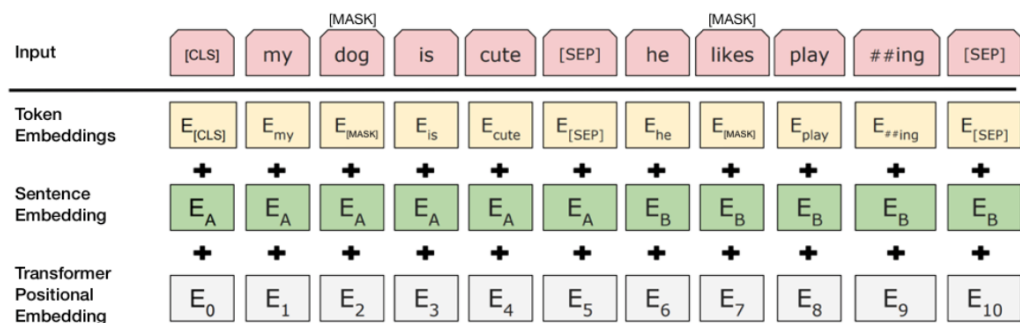 [MASK] [MASK]
Input [CLS] my dog is cute [SEP] he likes play ##ing [SEP]
Token
Embeddings
E[CLS] Emy E[MASK] Eis Ecute E[SEP] Ehe E[MASK] Eplay E##ing E[SEP]
+ + + + + + + + + + +
Sentence
Embedding
EA EA EA EA EA EA EB EB EB EB EB
+ + + + + + + + + + +
Transformer
Positional
Embedding
E0 E1 E2 E3 E4 E5 E6 E7 E8 E9 E10